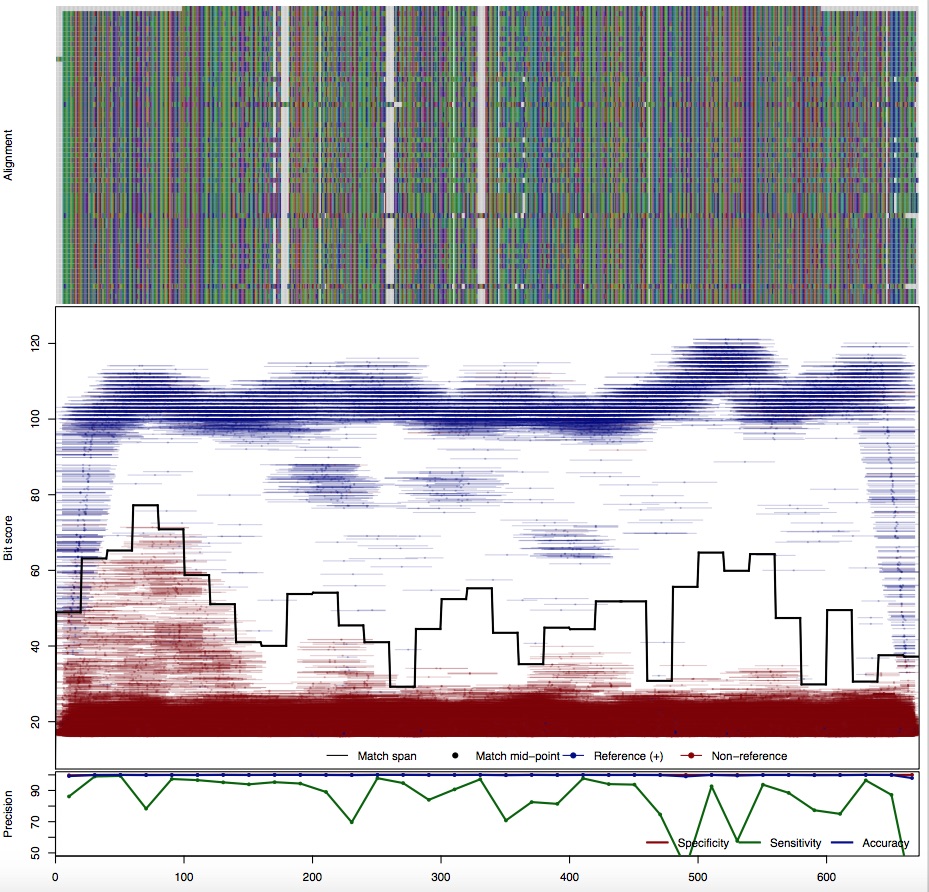 Alignment
120
100
80
60
40
20
Bit score
Match span
Match mid-point
Reference (+)
Non-reference
90
70
50
Precision
Specificity
Sensitivity
Accuracy
0
100
200
300
400
500
600